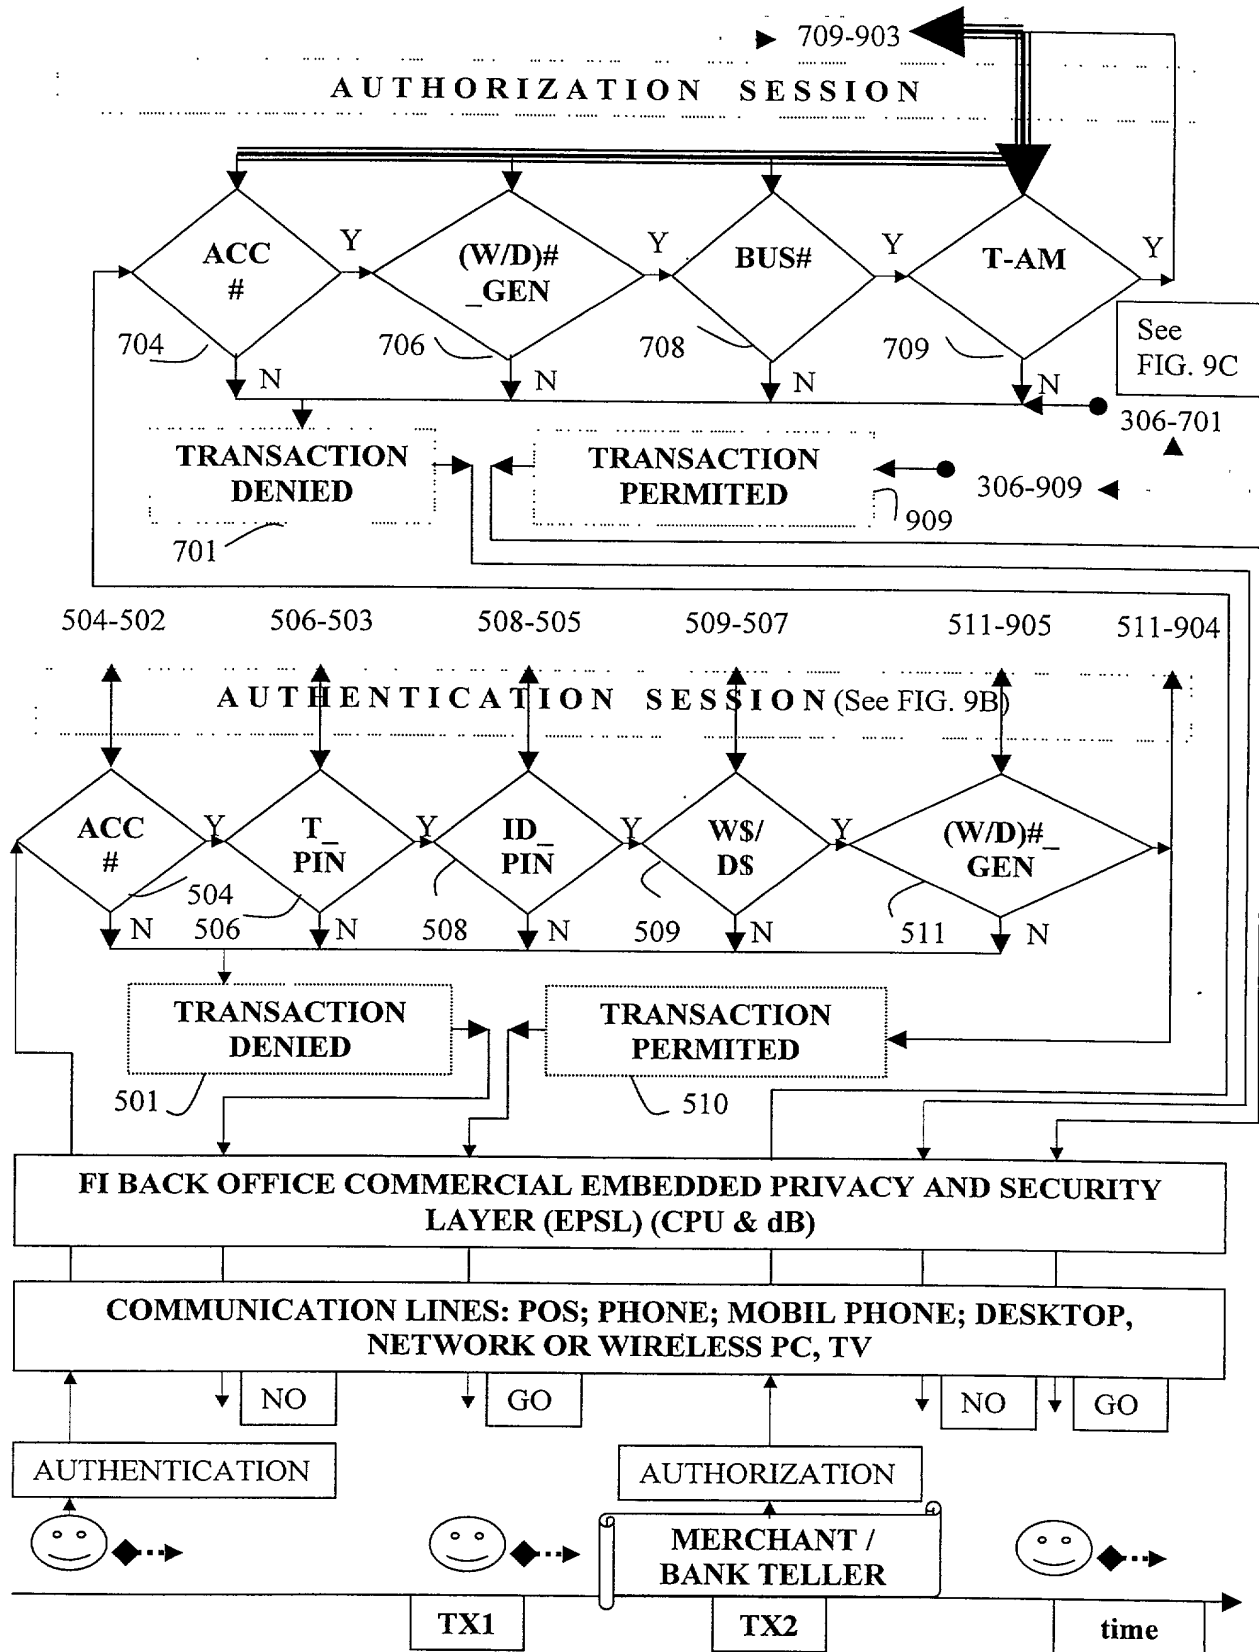 709-903
AUTHORIZATION SESSION
ACC
#
Y
(W/D)#
_GEN
Y
BUS#
Y
T-AM
Y
704
706
708
709
See
FIG. 9C
N
N
N
N
306-701
TRANSACTION
DENIED
TRANSACTION
PERMITED
306-909
701
909
504-502
506-503
508-505
509-507
511-905
511-904
AUTHENTICATION SESSION (See FIG. 9B)
ACC
#
Y
T_
PIN
Y
ID_
PIN
Y
W$/
D$
Y
(W/D)#_
GEN
504
506
508
509
511
N
N
N
N
N
TRANSACTION
DENIED
TRANSACTION
PERMITED
501
510
FI BACK OFFICE COMMERCIAL EMBEDDED PRIVACY AND SECURITY
LAYER (EPSL) (CPU & dB)
COMMUNICATION LINES: POS; PHONE; MOBIL PHONE; DESKTOP,
NETWORK OR WIRELESS PC, TV
NO
GO
NO
GO
AUTHENTICATION
AUTHORIZATION
MERCHANT /
BANK TELLER
TX1
TX2
time